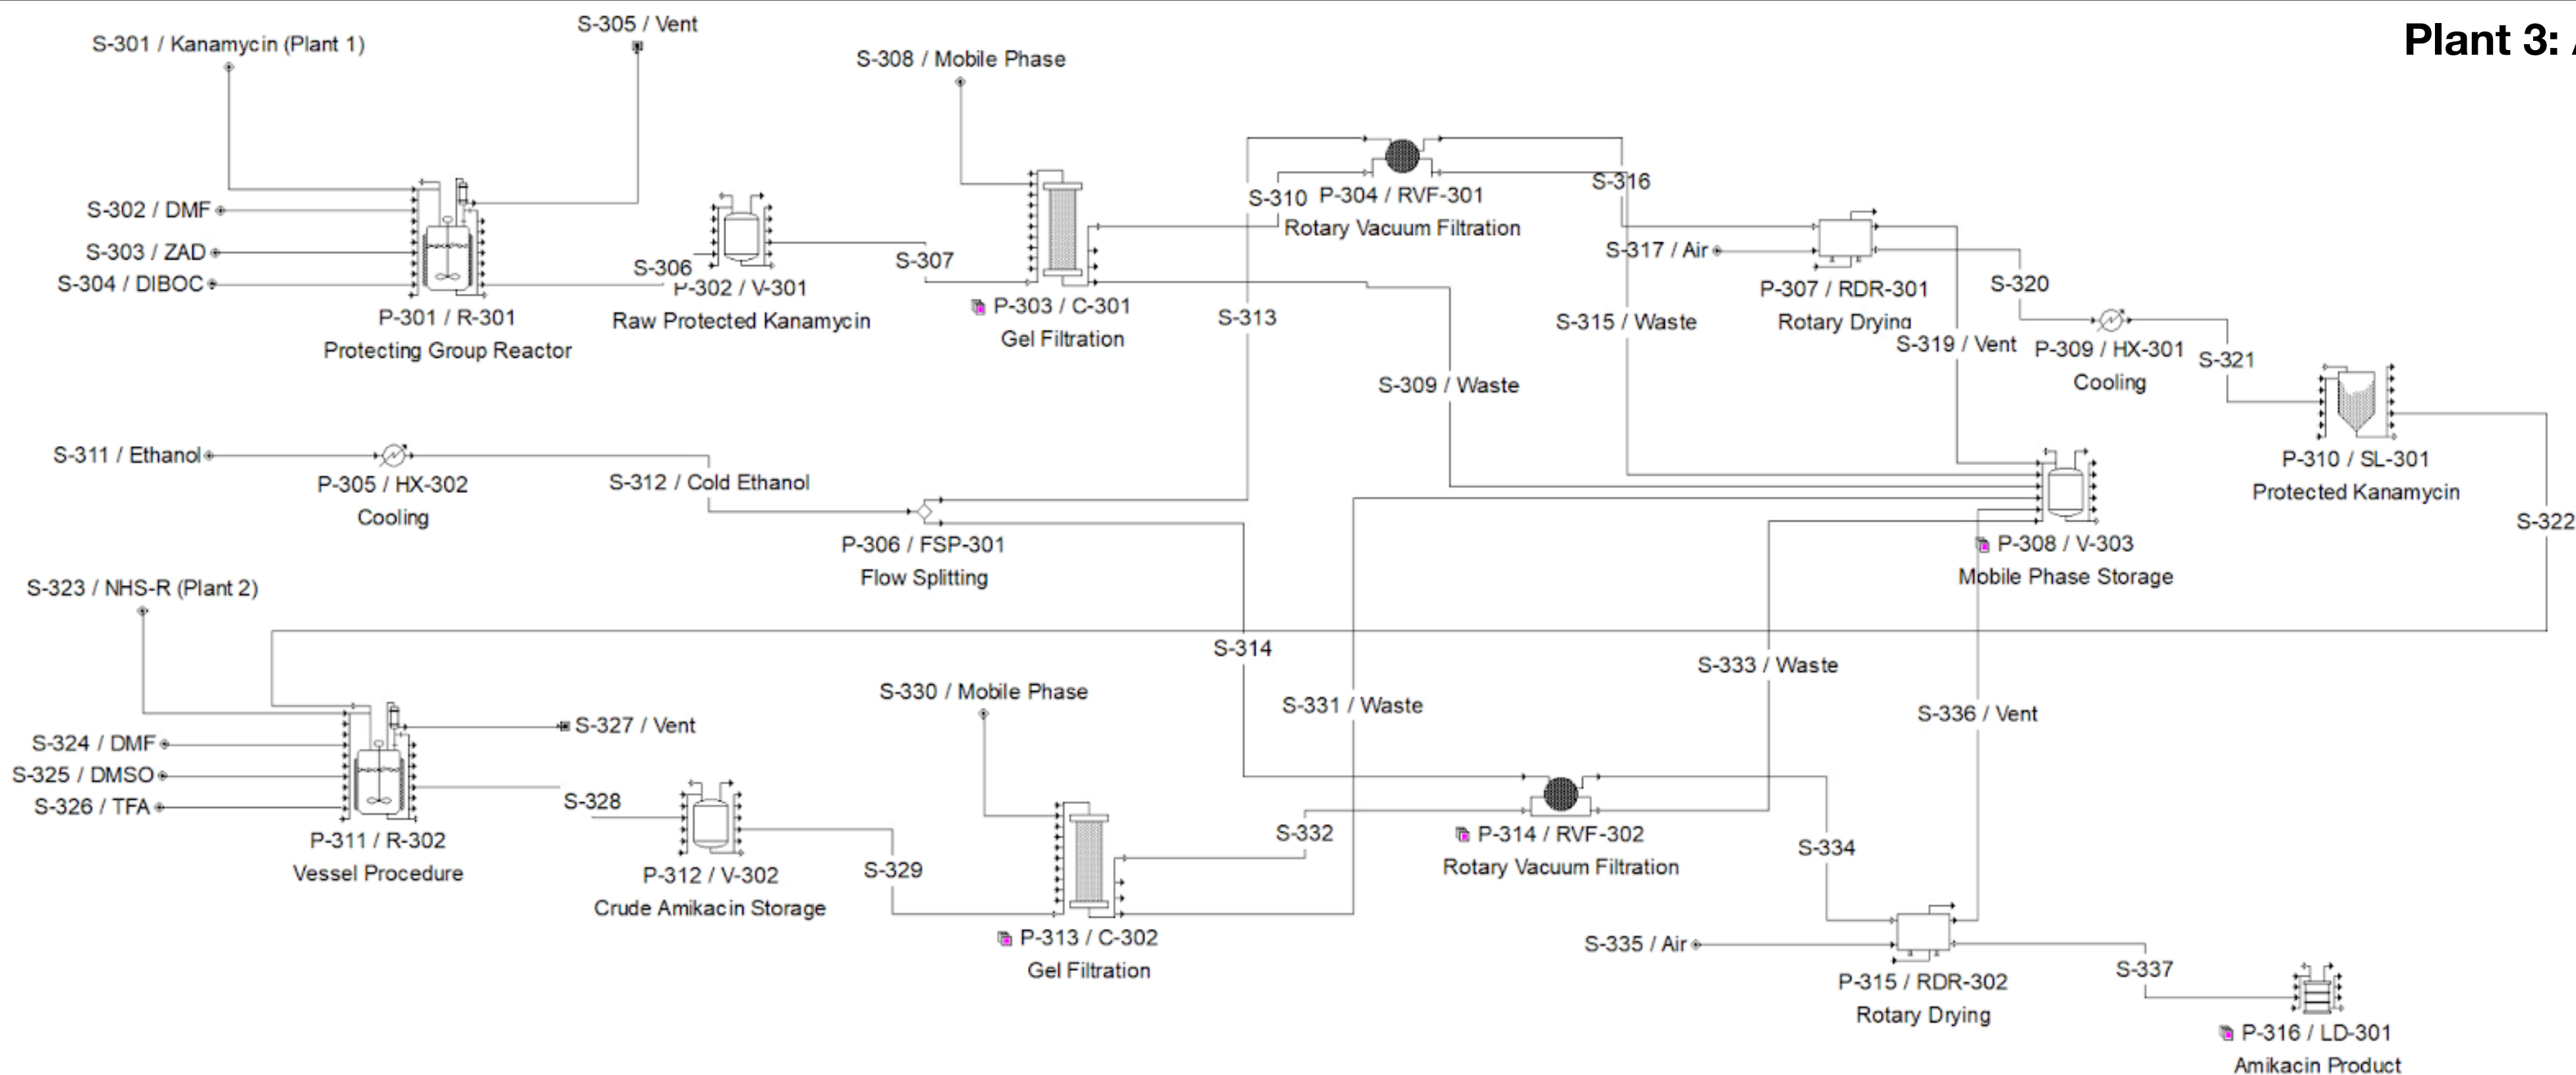 Plant 3:
S-305 / Vent
S-301 / Kanamycin (Plant 1)
S-308 / Mobile Phase
S-302 / DMF
S-303 / ZAD
S-304 / DIBOC
P-301 / R-301
Protecting Group Reactor
S-306
P-302 / V-301
Raw Protected Kanamycin
S-307
P-303 / C-301
Gel Filtration
S-310
P-304 / RVF-301
Rotary Vacuum Filtration
S-313
S-316
S-317 / Air
S-315 / Waste
S-309 / Waste
P-307 / RDR-301
Rotary Drying
S-319 / Vent
S-320
P-309 / HX-301
Cooling
S-321
P-310 / SL-301
Protected Kanamycin
S-322
S-311 / Ethanol
P-305 / HX-302
Cooling
S-312 / Cold Ethanol
P-306 / FSP-301
Flow Splitting
P-308 / V-303
Mobile Phase Storage
S-323 / NHS-R (Plant 2)
S-314
S-333 / Waste
S-330 / Mobile Phase
S-331 / Waste
S-336 / Vent
S-324 / DMF
S-325 / DMSO
S-326 / TFA
S-327 / Vent
P-311 / R-302
Vessel Procedure
S-328
P-312 / V-302
Crude Amikacin Storage
S-329
P-313 / C-302
Gel Filtration
S-332
P-314 / RVF-302
Rotary Vacuum Filtration
S-334
S-335 / Air
P-315 / RDR-302
Rotary Drying
S-337
P-316 / LD-301
Amikacin Product